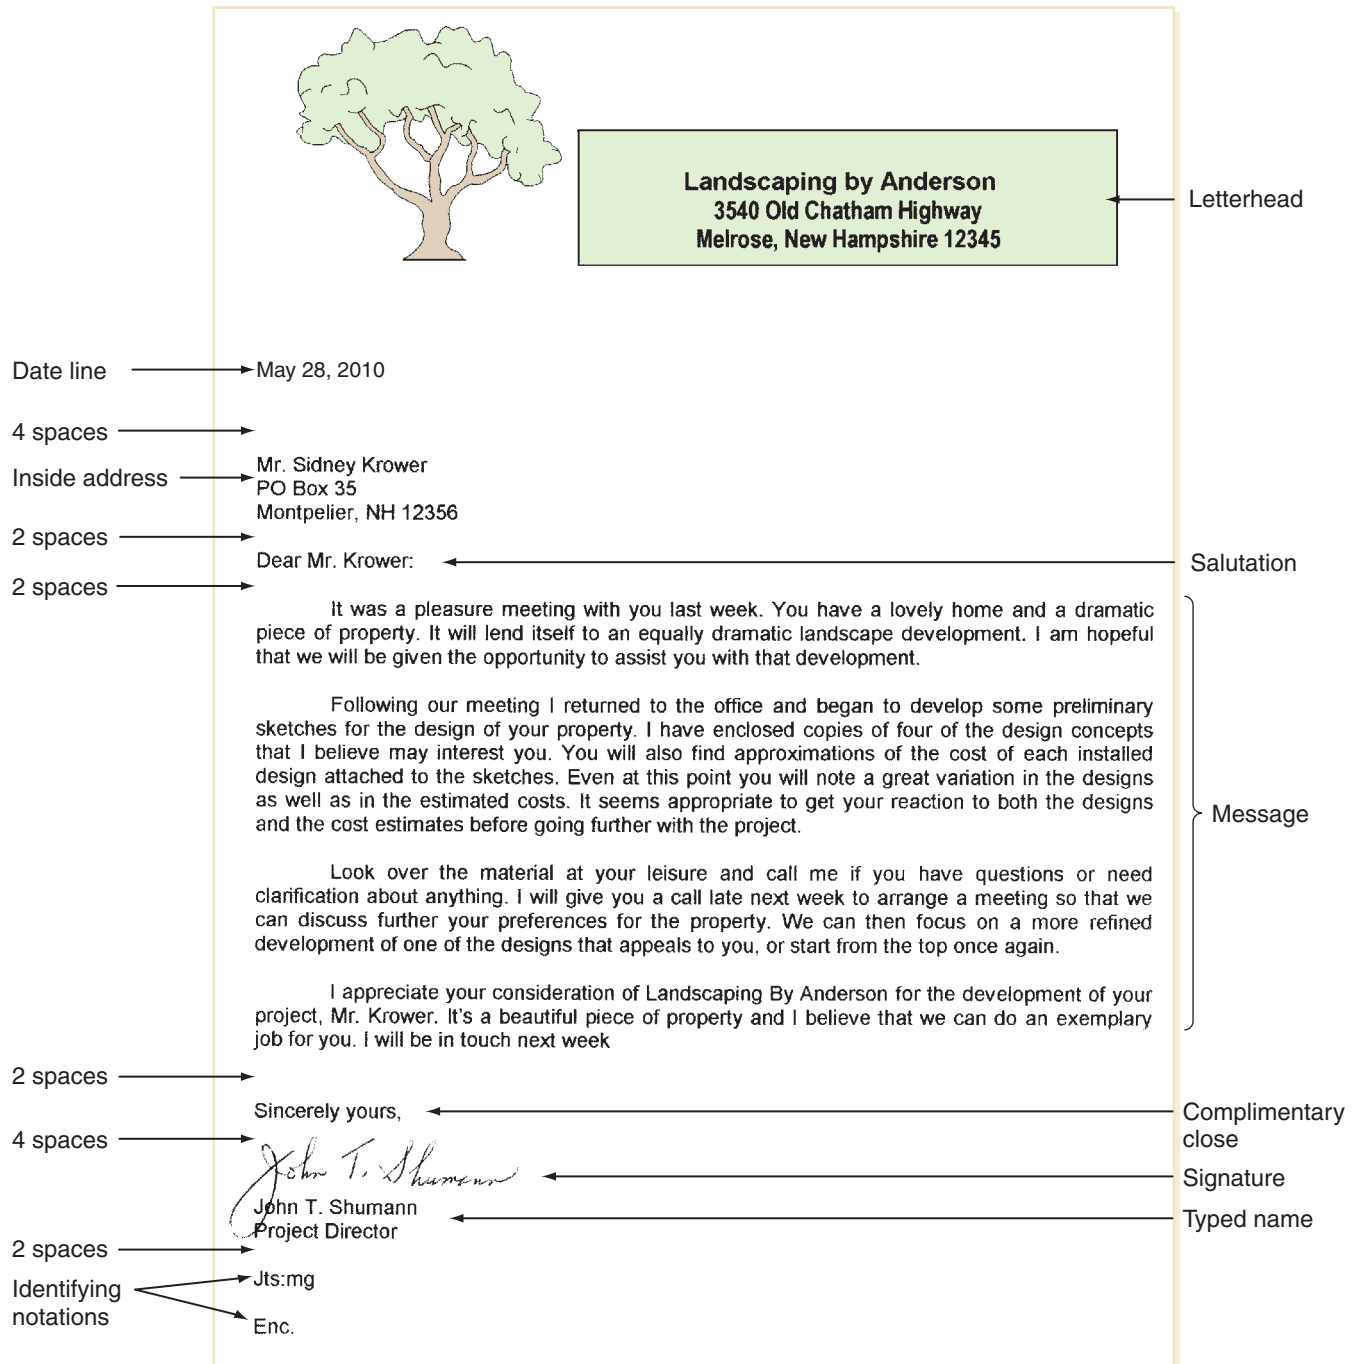 Landscaping by Anderson
3540 Old Chatham Highway
Melrose, New Hampshire 12345
Letterhead
Date line
May 28, 2010
4 spaces
Inside address
Mr. Sidney Krower
PO Box 35
Montpelier, NH 12356
2 spaces
Dear Mr. Krower:
Salutation
2 spaces
It was a pleasure meeting with you last week. You have a lovely home and a dramatic
piece of property. It will lend itself to an equally dramatic landscape development. I am hopeful
that we will be given the opportunity to assist you with that development.
Following our meeting I returned to the office and began to develop some preliminary
sketches for the design of your property. I have enclosed copies of four of the design concepts
that I believe may interest you. You will also find approximations of the cost of each installed
design attached to the sketches. Even at this point you will note a great variation in the designs
as well as in the estimated costs. It seems appropriate to get your reaction to both the designs
and the cost estimates before going further with the project.
Message
Look over the material at your leisure and call me if you have questions or need
clarification about anything. I will give you a call late next week to arrange a meeting so that we
can discuss further your preferences for the property. We can then focus on a more refined
development of one of the designs that appeals to you, or start from the top once again.
I appreciate your consideration of Landscaping By Anderson for the development of your
project, Mr. Krower. It's a beautiful piece of property and I believe that we can do an exemplary
job for you. I will be in touch next week
2 spaces
Sincerely yours,
Complimentary
close
4 spaces
John T. Shumann
Signature
John T. Shumann
Project Director
Typed name
2 spaces
Identifying
notations
Jts:mg
Enc.